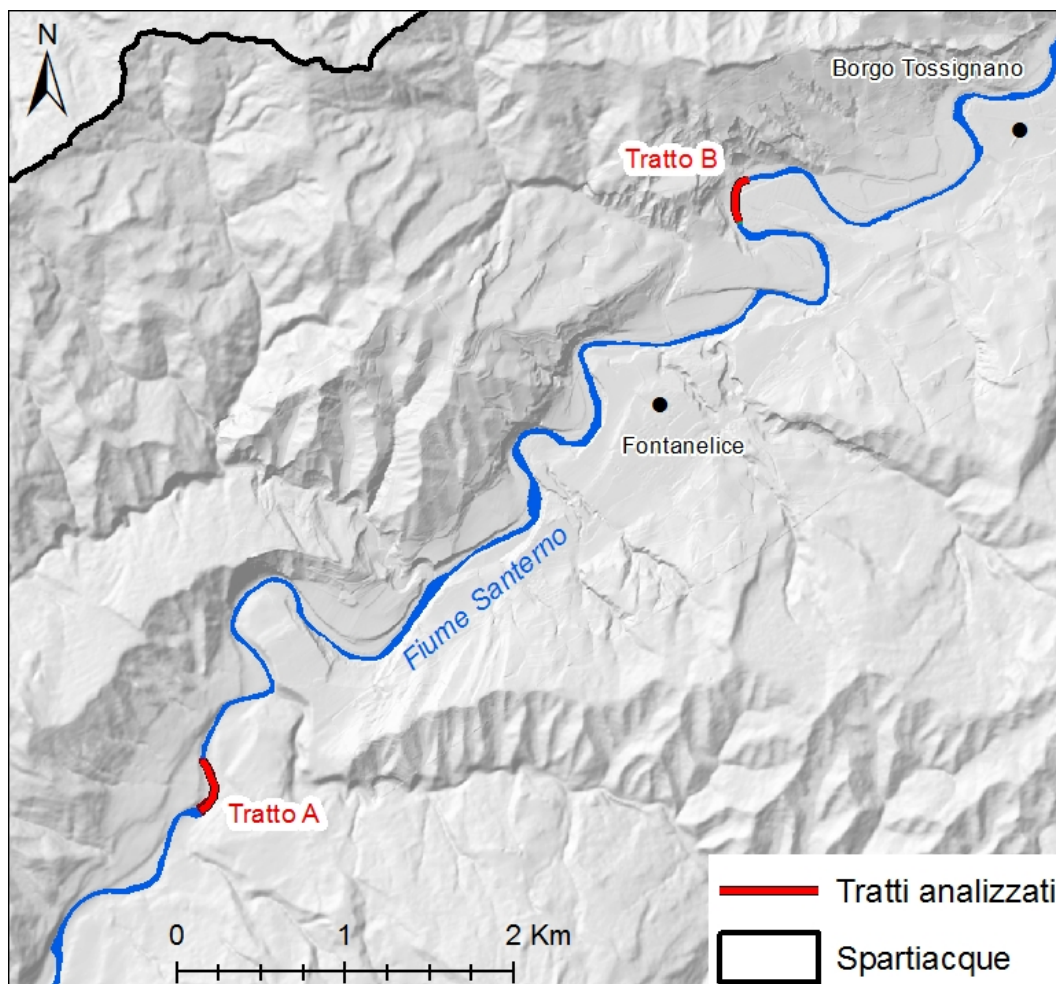 N
Borgo Tossignano
Tratto B
Fontanelice
Fiume Santerno
Tratto A
0 1 2 Km
Tratti analizzati
Spartiacque